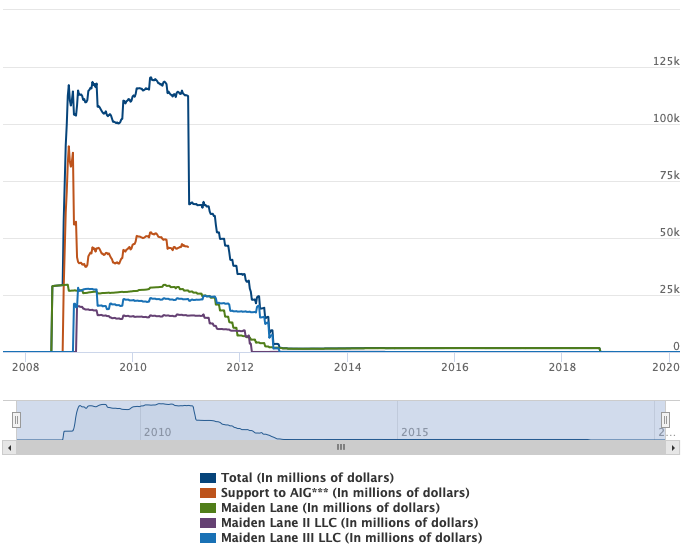 125k
100k
75k
50k
25k
0
2008 2010 2012 2014 2016 2018 2020
2010 2015 2...
Total (In millions of dollars)
Support to AIG*** (In millions of dollars)
Maiden Lane (In millions of dollars)
Maiden Lane II LLC (In millions of dollars)
Maiden Lane III LLC (In millions of dollars)